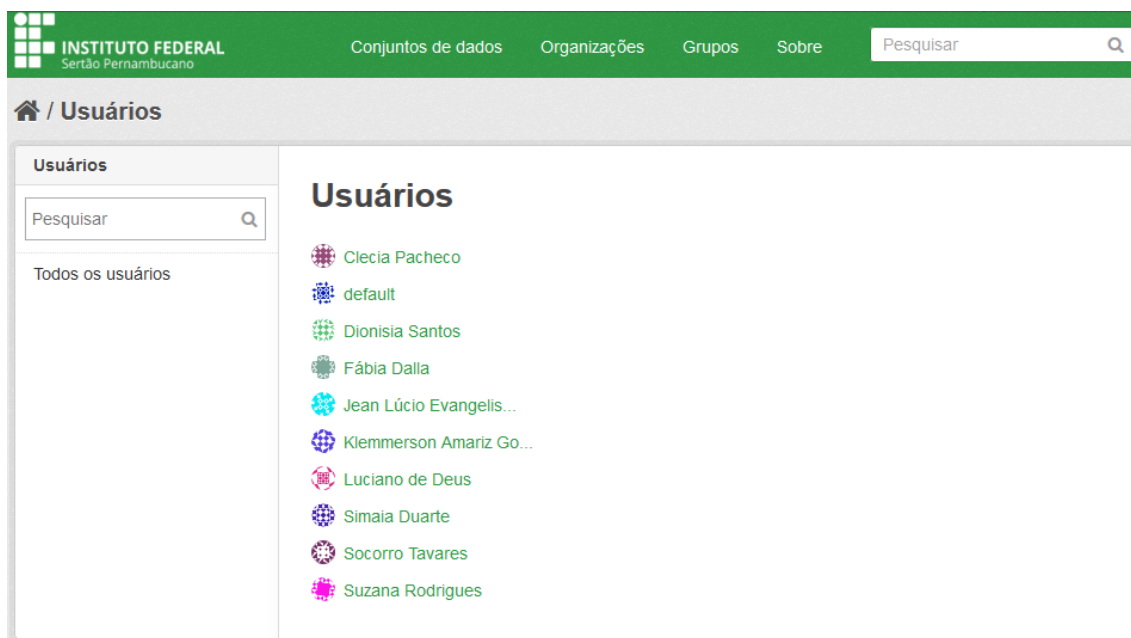 INSTITUTO FEDERAL
Sertão Pernambucano
Conjuntos de dados Organizações Grupos Sobre Pesquisar
/ Usuários
Usuários
Pesquisar
Todos os usuários
Usuários
Clecia Pacheco
default
Dionisia Santos
Fábia Dalla
Jean Lúcio Evangelis...
Klemmerson Amariz Go...
Luciano de Deus
Simaia Duarte
Socorro Tavares
Suzana Rodrigues